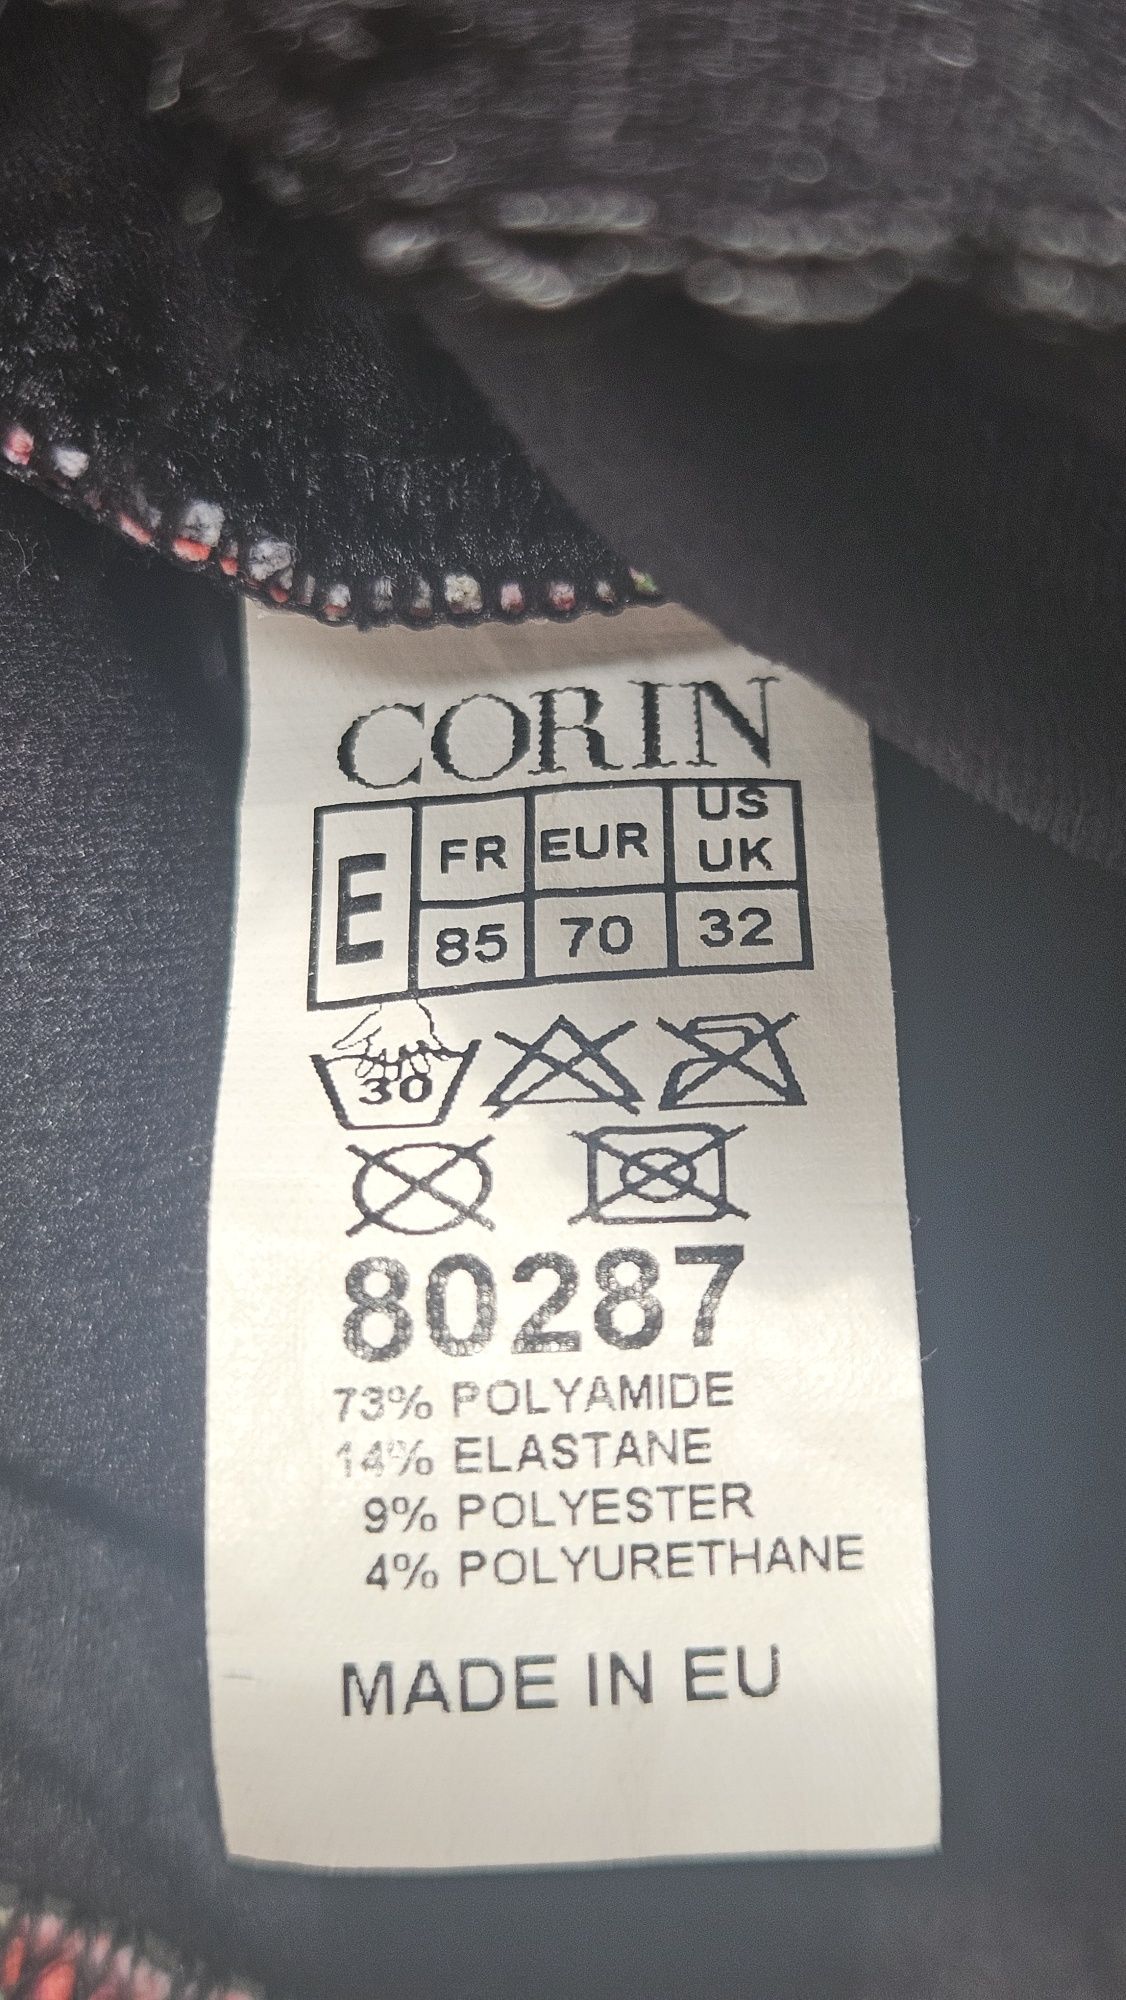 CORIN
E FR EUR US UK
85 70 32
30
80287
73% POLYAMIDE
14% ELASTANE
9% POLYESTER
4% POLYURETHANE
MADE IN EU